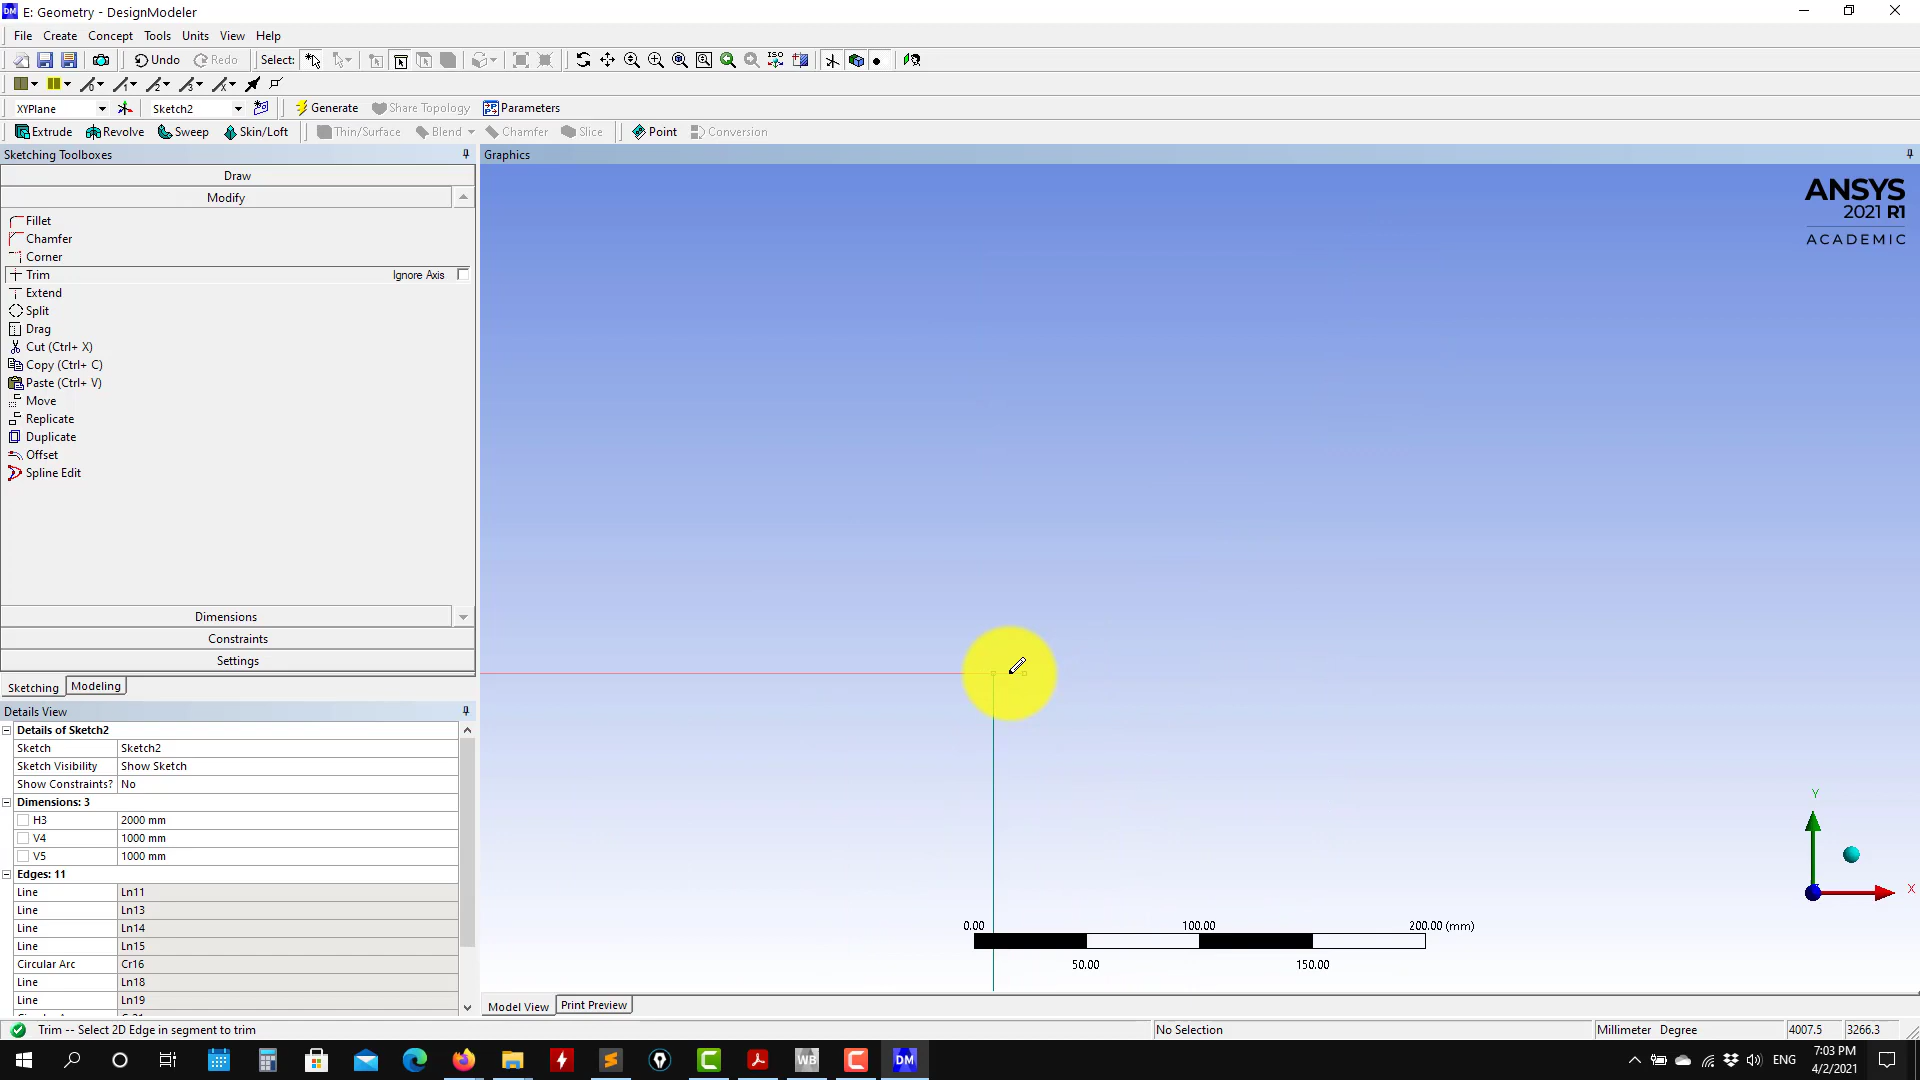 E: Geometry - DesignModeler
File Create Concept Tools Units View Help
Undo Redo Select:
XYPlane Sketch2 Generate Share Topology Parameters
Extrude Revolve Sweep Skin/Loft Thin/Surface Blend Chamfer Slice Point Conversion
Sketching Toolboxes
Draw
Modify
Fillet
Chamfer
Corner
Trim Ignore Axis
Extend
Split
Drag
Cut (Ctrl+ X)
Copy (Ctrl+ C)
Paste (Ctrl+ V)
Move
Replicate
Duplicate
Offset
Spline Edit
Dimensions
Constraints
Settings
Sketching Modeling
Details View
Details of Sketch2
Sketch Sketch2
Sketch Visibility Show Sketch
Show Constraints? No
Dimensions: 3
H3 2000 mm
V4 1000 mm
V5 1000 mm
Edges: 11
Line Ln11
Line Ln13
Line Ln14
Line Ln15
Circular Arc Cr16
Line Ln18
Line Ln19
Graphics
ANSYS
2021 R1
ACADEMIC
Y
X
0.00 100.00 200.00 (mm)
50.00 150.00
Model View Print Preview
Trim -- Select 2D Edge in segment to trim No Selection Millimeter Degree 4007.5 3266.3
WB DM ENG 7:03 PM
4/2/2021